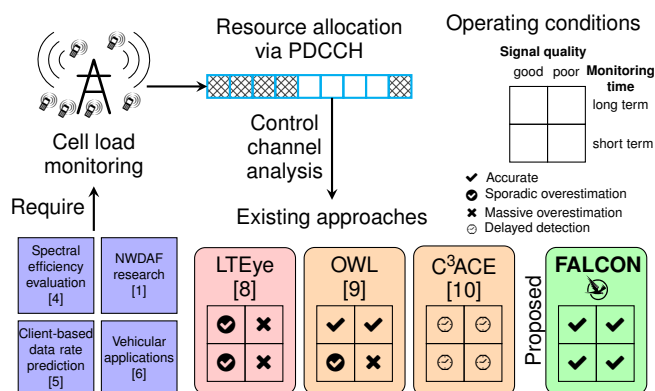 Resource allocation
via PDCCH
Operating conditions
Signal quality
good poor
Monitoring
time
long term
short term
Cell load
monitoring
Control
channel
analysis
Accurate
Sporadic overestimation
Massive overestimation
Delayed detection
Require
Existing approaches
Spectral
efficiency
evaluation
[4]
NWDAF
research
[1]
Client-based
data rate
prediction
[5]
Vehicular
applications
[6]
LTEye
[8]
OWL
[9]
C³ACE
[10]
Proposed
FALCON